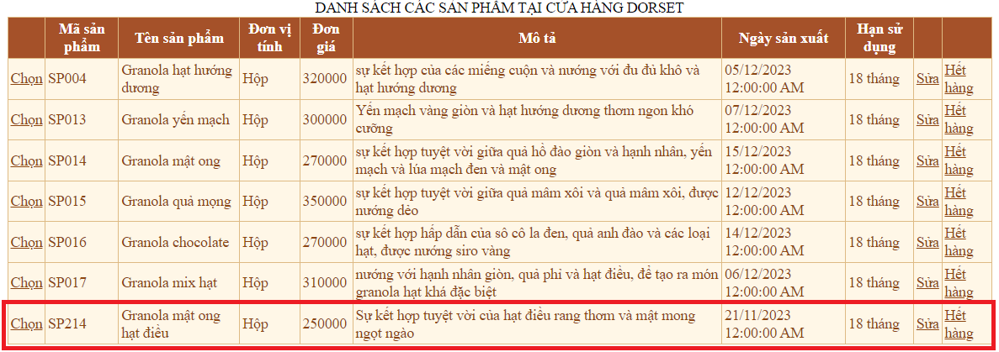 DANH SÁCH CÁC SẢN PHẨM TẠI CỬA HÀNG DORSET
Mã sản phẩm Tên sản phẩm Đơn vị tính Đơn giá Mô tả Ngày sản xuất Hạn sử dụng
Chọn SP004 Granola hạt hướng dương Hộp 320000 sự kết hợp của các miếng cuộn và nướng với đu đủ khô và hạt hướng dương 05/12/2023 12:00:00 AM 18 tháng Sửa Hết hàng
Chọn SP013 Granola yến mạch Hộp 300000 Yến mạch vàng giòn và hạt hướng dương thơm ngon khó cưỡng 07/12/2023 12:00:00 AM 18 tháng Sửa Hết hàng
Chọn SP014 Granola mật ong Hộp 270000 sự kết hợp tuyệt vời giữa quả hồ đào giòn và hạnh nhân, yến mạch và lúa mạch đen và mật ong 15/12/2023 12:00:00 AM 18 tháng Sửa Hết hàng
Chọn SP015 Granola quả mọng Hộp 350000 sự kết hợp tuyệt vời giữa quả mâm xôi và quả mâm xôi, được nướng dẻo 12/12/2023 12:00:00 AM 18 tháng Sửa Hết hàng
Chọn SP016 Granola chocolate Hộp 270000 sự kết hợp hấp dẫn của sô cô la đen, quả anh đào và các loại hạt, được nướng siro vàng 14/12/2023 12:00:00 AM 18 tháng Sửa Hết hàng
Chọn SP017 Granola mix hạt Hộp 310000 nướng với hạnh nhân giòn, quả phỉ và hạt điều, để tạo ra món granola hạt khá đặc biệt 06/12/2023 12:00:00 AM 18 tháng Sửa Hết hàng
Chọn SP214 Granola mật ong hạt điều Hộp 250000 Sự kết hợp tuyệt vời của hạt điều rang thơm và mật mong ngọt ngào 21/11/2023 12:00:00 AM 18 tháng Sửa Hết hàng